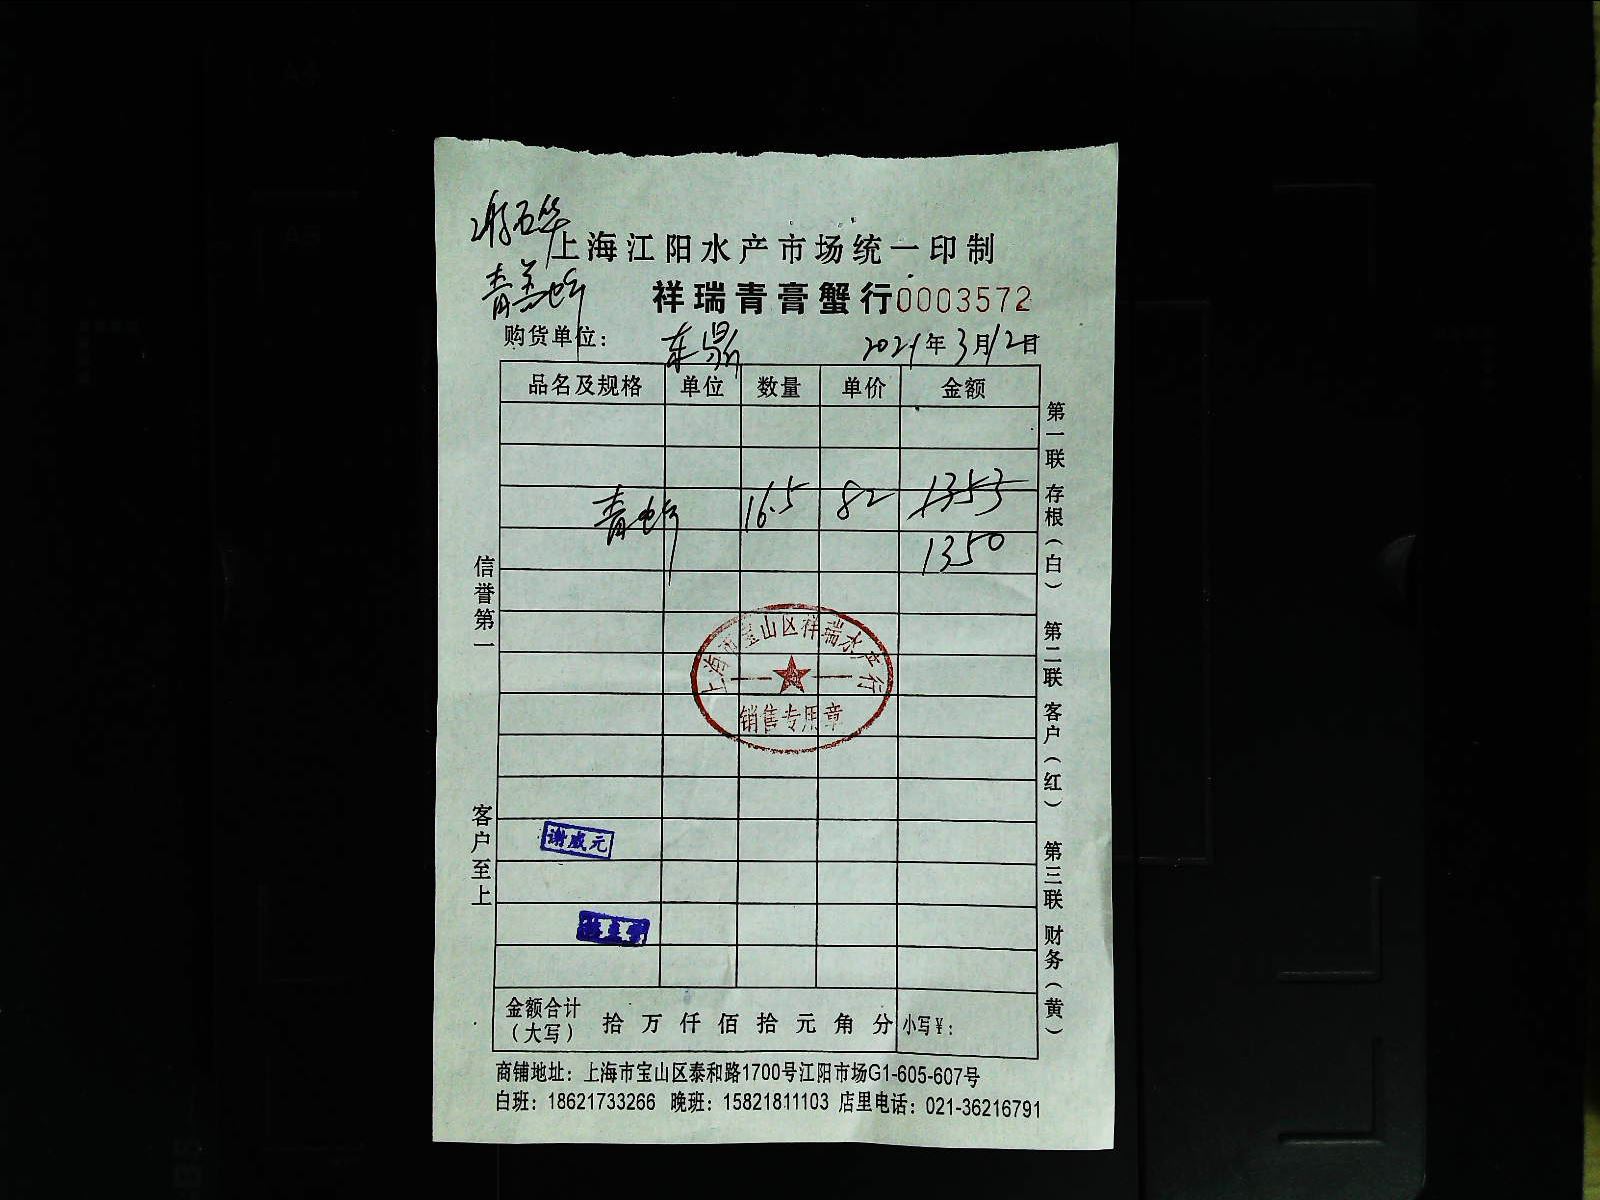 上海江阳水产市场统一印制
祥瑞青膏蟹行0003572
购货单位： 东鼎 2021年3月12日
品名及规格 单位 数量 单价 金额
青 16.5 82 1353
1350
上海市宝山区祥瑞水产行
销售专用章
谢威元
金额合计（大写） 拾 万 仟 佰 拾 元 角 分 小写￥：
商铺地址：上海市宝山区泰和路1700号江阳市场G1-605-607号
白班：18621733266 晚班：15821811103 店里电话：021-36216791
信誉第一
客户至上
第一联 存根（白）
第二联 客户（红）
第三联 财务（黄）